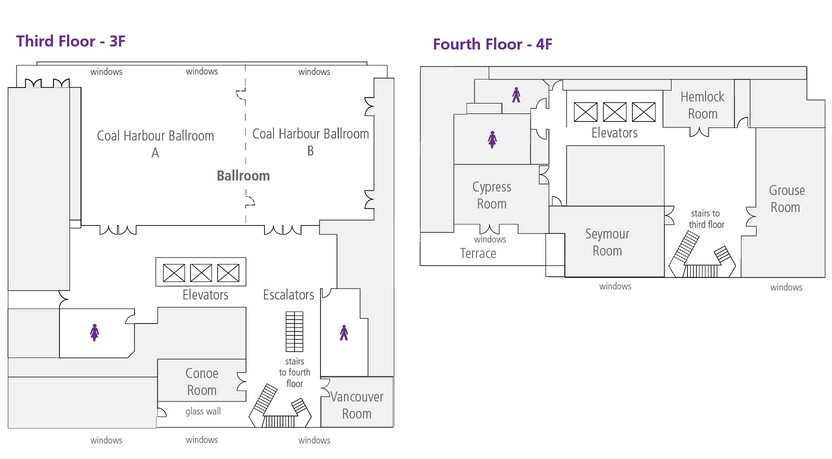 Third Floor - 3F
windows
windows
windows
Coal Harbour Ballroom
A
Coal Harbour Ballroom
B
Ballroom
Elevators
Escalators
stairs
to fourth
floor
Conoe
Room
glass wall
Vancouver
Room
windows
windows
windows
Fourth Floor - 4F
Hemlock
Room
Elevators
Cypress
Room
windows
Terrace
Seymour
Room
stairs to
third floor
Grouse
Room
windows
windows